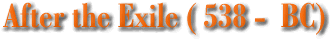 After the Exile ( 538 – BC)